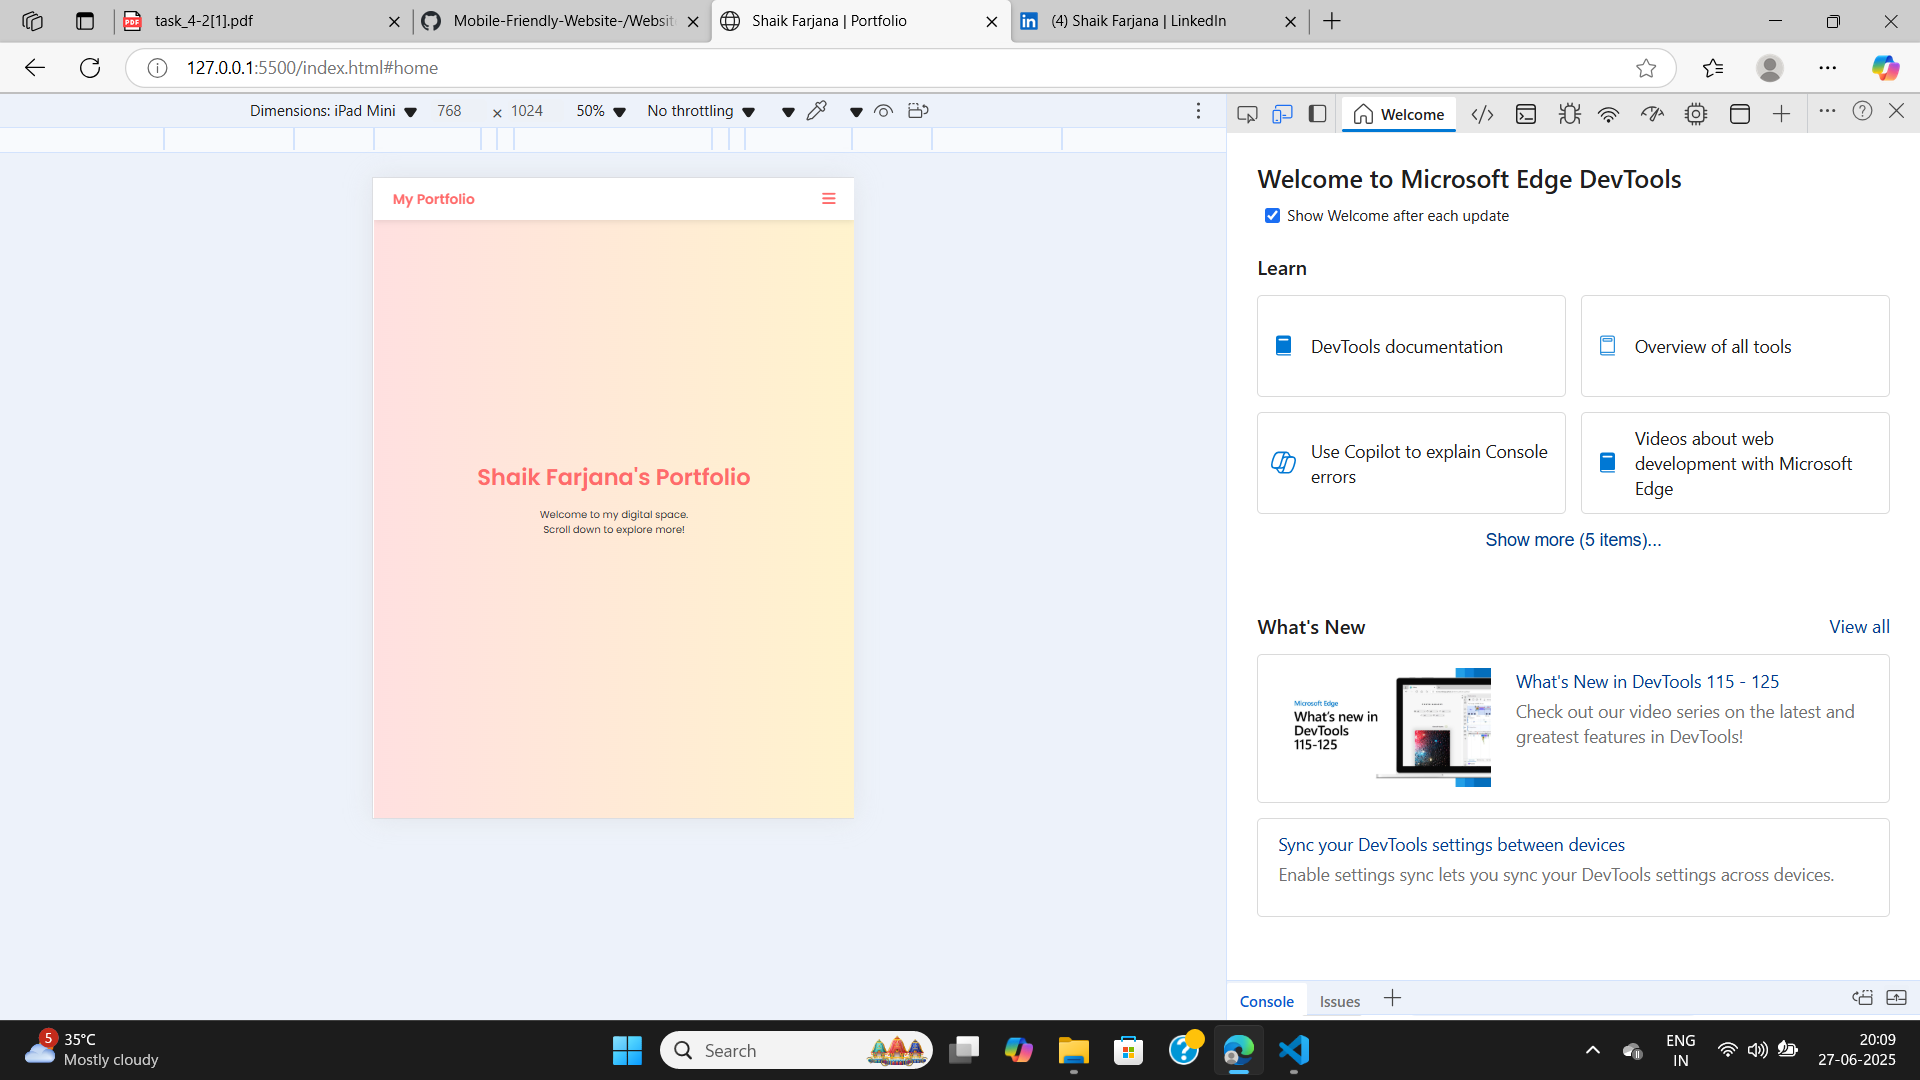 task_4-2[1].pdf
Mobile-Friendly-Website-/Website
Shaik Farjana | Portfolio
(4) Shaik Farjana | LinkedIn
127.0.0.1:5500/index.html#home
Dimensions: iPad Mini
768
×
1024
50%
No throttling
Welcome
My Portfolio
Shaik Farjana's Portfolio
Welcome to my digital space.
Scroll down to explore more!
Welcome to Microsoft Edge DevTools
Show Welcome after each update
Learn
DevTools documentation
Overview of all tools
Use Copilot to explain Console
errors
Videos about web
development with Microsoft
Edge
Show more (5 items)...
What's New
View all
Microsoft Edge
What's new in
DevTools
115-125
What's New in DevTools 115 - 125
Check out our video series on the latest and
greatest features in DevTools!
Sync your DevTools settings between devices
Enable settings sync lets you sync your DevTools settings across devices.
Console
Issues
5
35°C
Mostly cloudy
Search
ENG
IN
20:09
27-06-2025